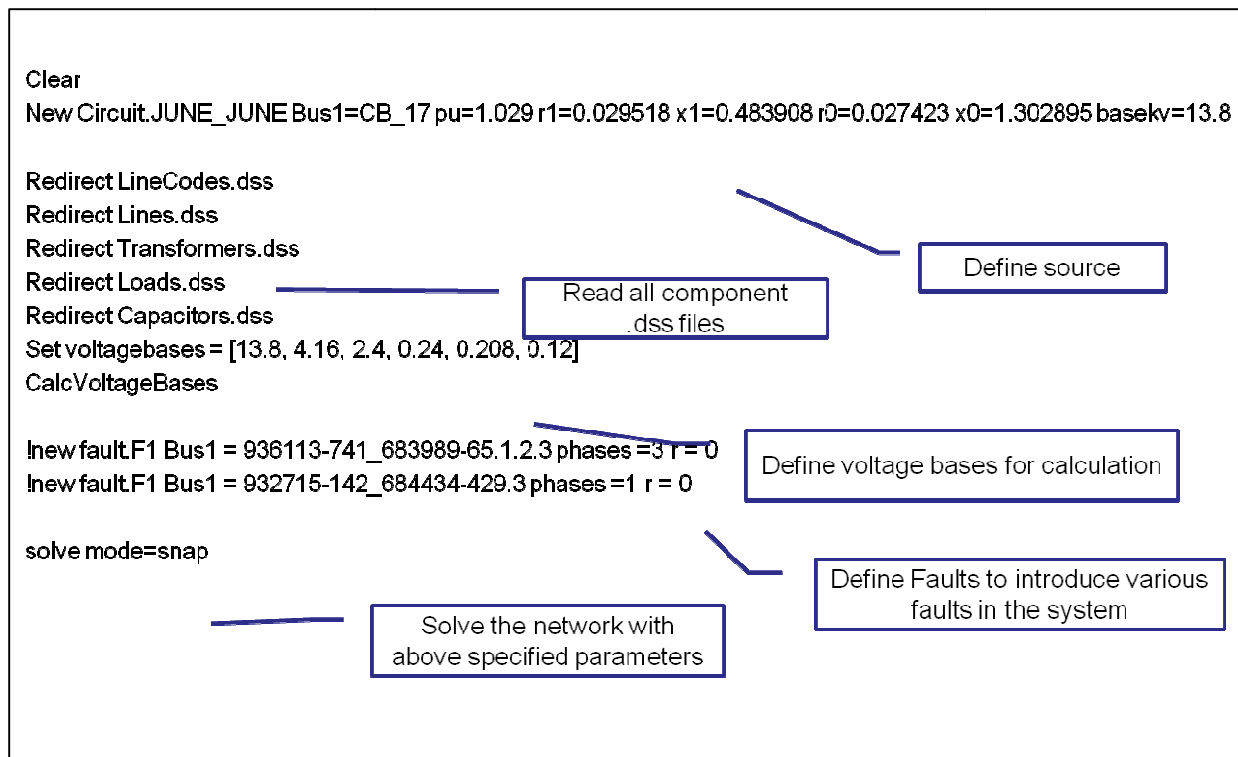 Clear
New Circuit.JUNE_JUNE Bus1=CB_17 pu=1.029 r1=0.029518 x1=0.483908 r0=0.027423 x0=1.302895 basekv=13.8
Redirect LineCodes.dss
Redirect Lines.dss
Redirect Transformers.dss
Redirect Loads.dss
Redirect Capacitors.dss
Set voltagebases = [13.8, 4.16, 2.4, 0.24, 0.208, 0.12]
CalcVoltageBases
!new fault.F1 Bus1 = 936113-741_683989-65.1.2.3 phases =3 r = 0
!new fault.F1 Bus1 = 932715-142_684434-429.3 phases =1 r = 0
solve mode=snap
Define source
Read all component
.dss files
Define voltage bases for calculation
Define Faults to introduce various
faults in the system
Solve the network with
above specified parameters